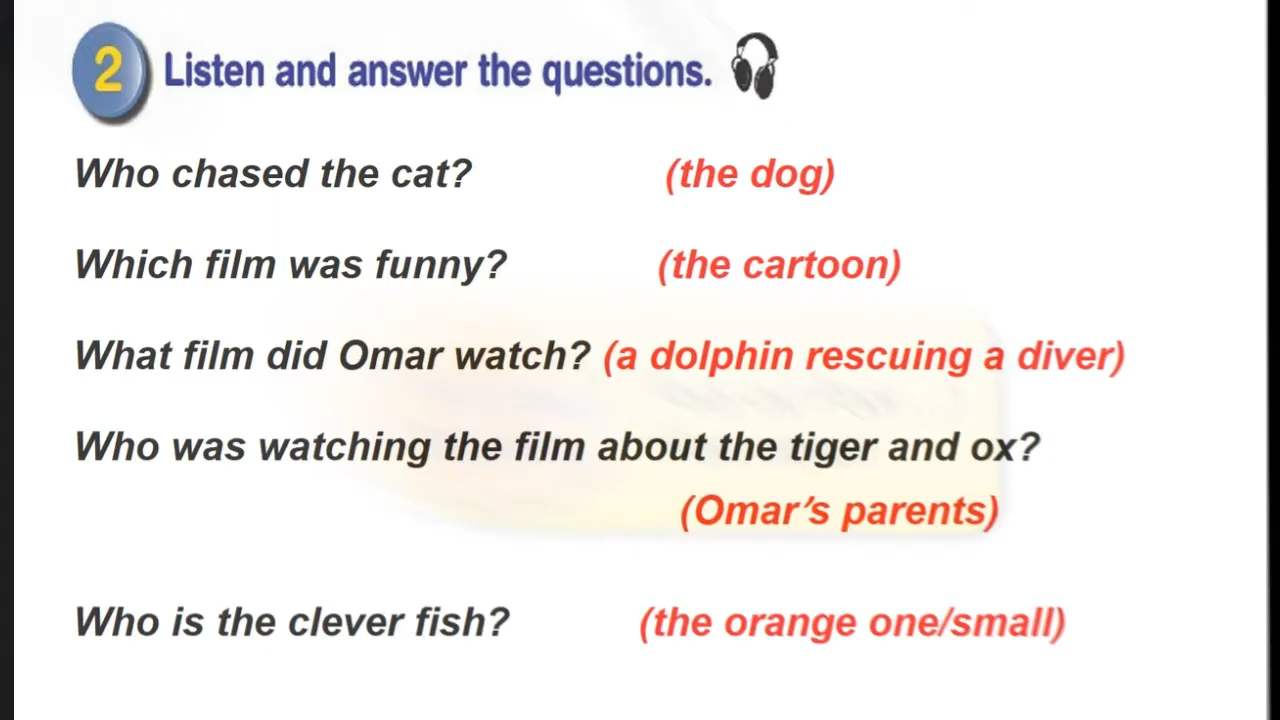 2 Listen and answer the questions.
Who chased the cat? (the dog)
Which film was funny? (the cartoon)
What film did Omar watch? (a dolphin rescuing a diver)
Who was watching the film about the tiger and ox?
(Omar’s parents)
Who is the clever fish? (the orange one/small)